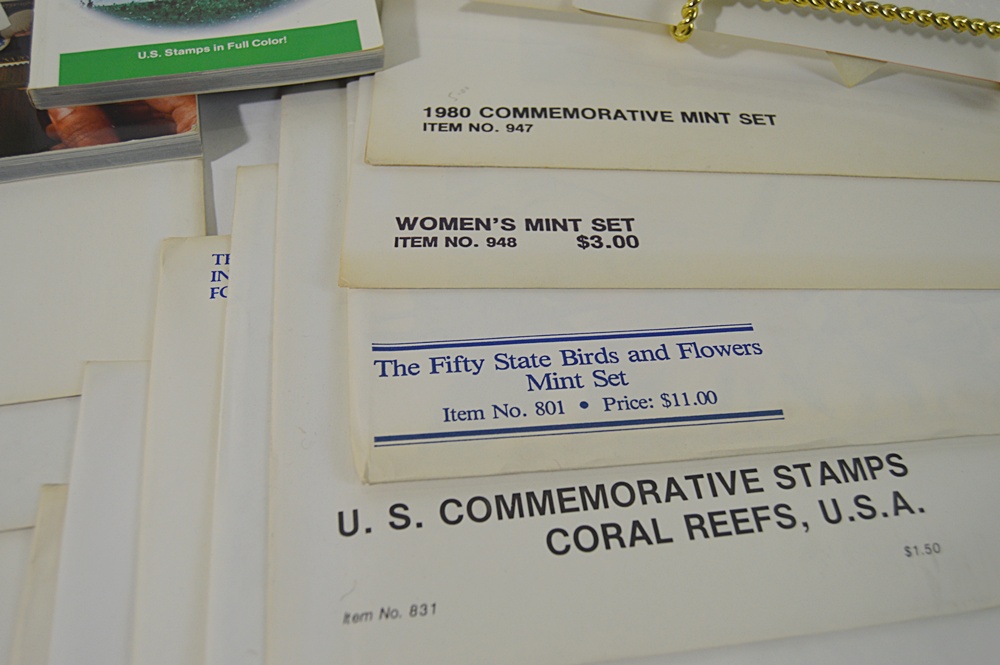 U.S. Stamps in Full Color!
1980 COMMEMORATIVE MINT SET
ITEM NO. 947
WOMEN'S MINT SET
ITEM NO. 948 $3.00
The Fifty State Birds and Flowers
Mint Set
Item No. 801 • Price: $11.00
U. S. COMMEMORATIVE STAMPS
CORAL REEFS, U.S.A.
$1.50
Item No. 831